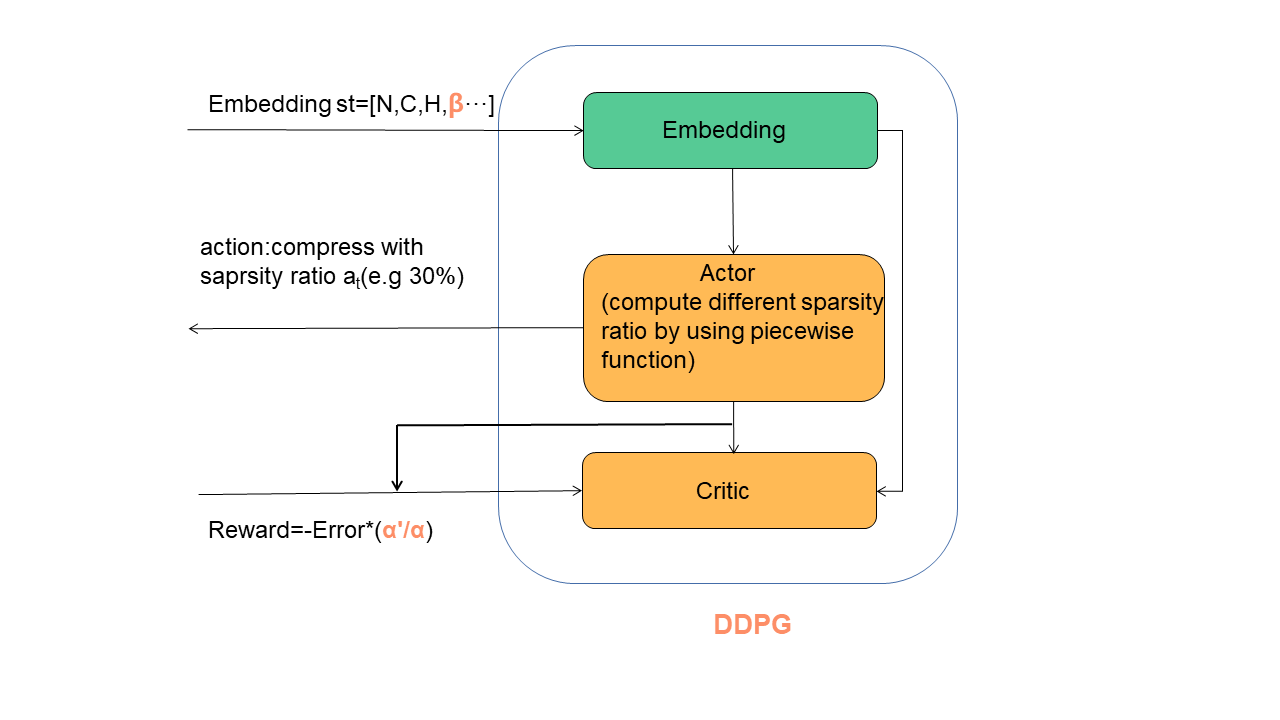 Embedding st=[N,C,H,β···]
Embedding
action:compress with
saprsity ratio at(e.g 30%)
Actor
(compute different sparsity
ratio by using piecewise
function)
Critic
Reward=-Error*(α'/α)
DDPG